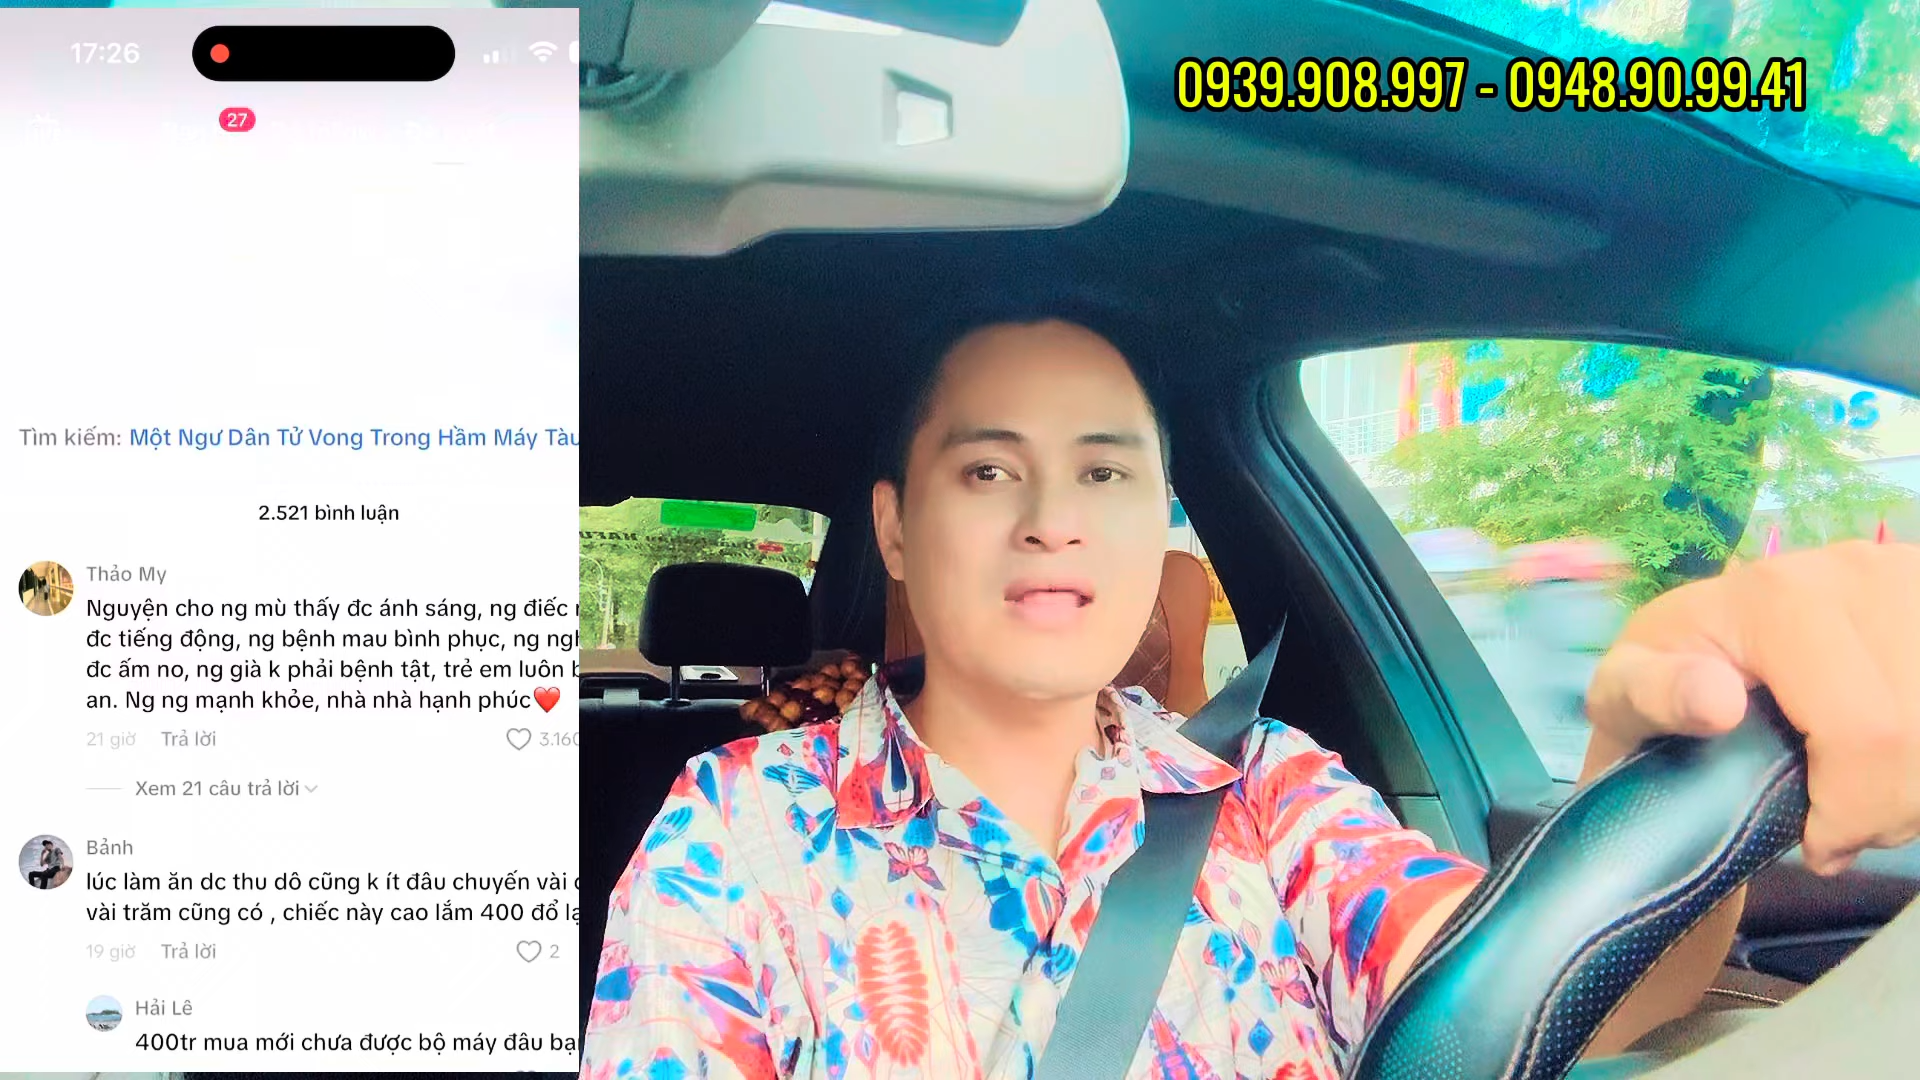 17:26
27
0939.908.997 - 0948.90.99.41
Tìm kiếm: Một Ngư Dân Tử Vong Trong Hầm Máy Tàu
2.521 bình luận
Thảo My
Nguyện cho ng mù thấy đc ánh sáng, ng điếc
đc tiếng động, ng bệnh mau bình phục, ng
đc ấm no, ng già k phải bệnh tật, trẻ em luôn
an. Ng ng mạnh khỏe, nhà nhà hạnh phúc❤️
21 giờ Trả lời 3.160
Xem 21 câu trả lời
Bảnh
lúc làm ăn dc thu dô cũng k ít đâu chuyến vài
vài trăm cũng có , chiếc này cao lắm 400 đổ
19 giờ Trả lời 2
Hải Lê
400tr mua mới chưa được bộ máy đâu